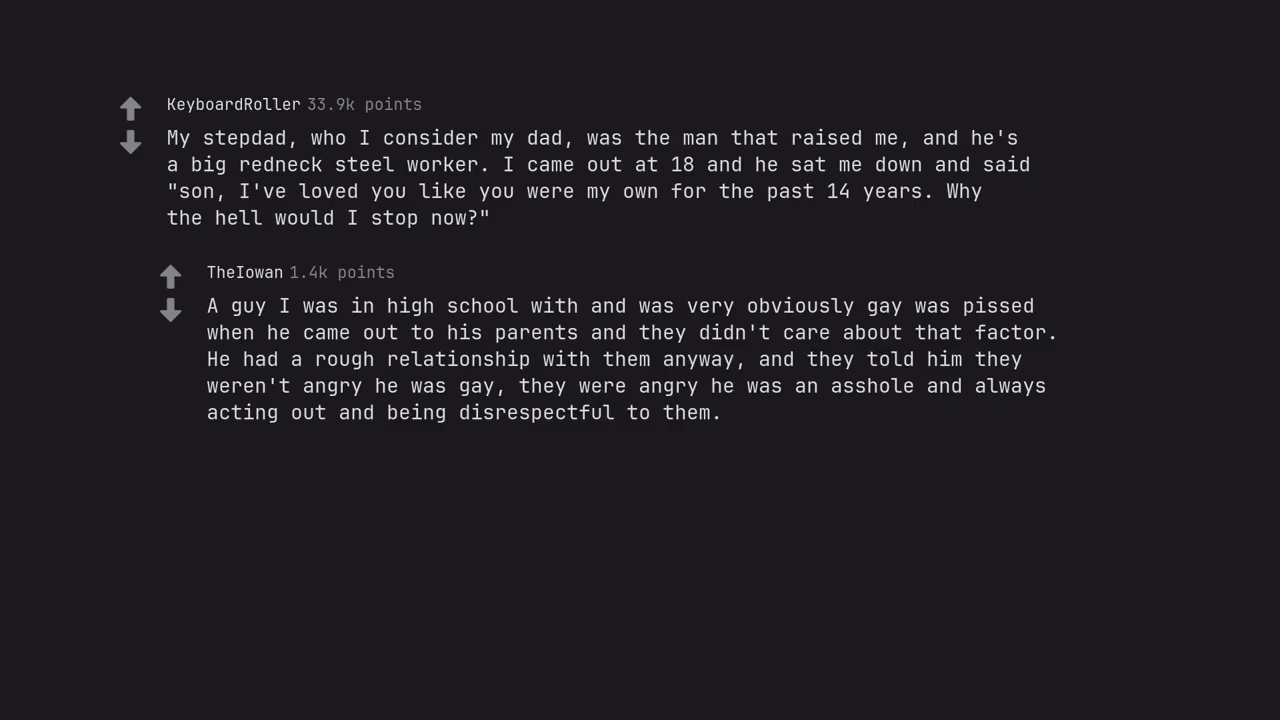 KeyboardRoller 33.9k points
My stepdad, who I consider my dad, was the man that raised me, and he's
a big redneck steel worker. I came out at 18 and he sat me down and said
"son, I've loved you like you were my own for the past 14 years. Why
the hell would I stop now?"
TheIowan 1.4k points
A guy I was in high school with and was very obviously gay was pissed
when he came out to his parents and they didn't care about that factor.
He had a rough relationship with them anyway, and they told him they
weren't angry he was gay, they were angry he was an asshole and always
acting out and being disrespectful to them.